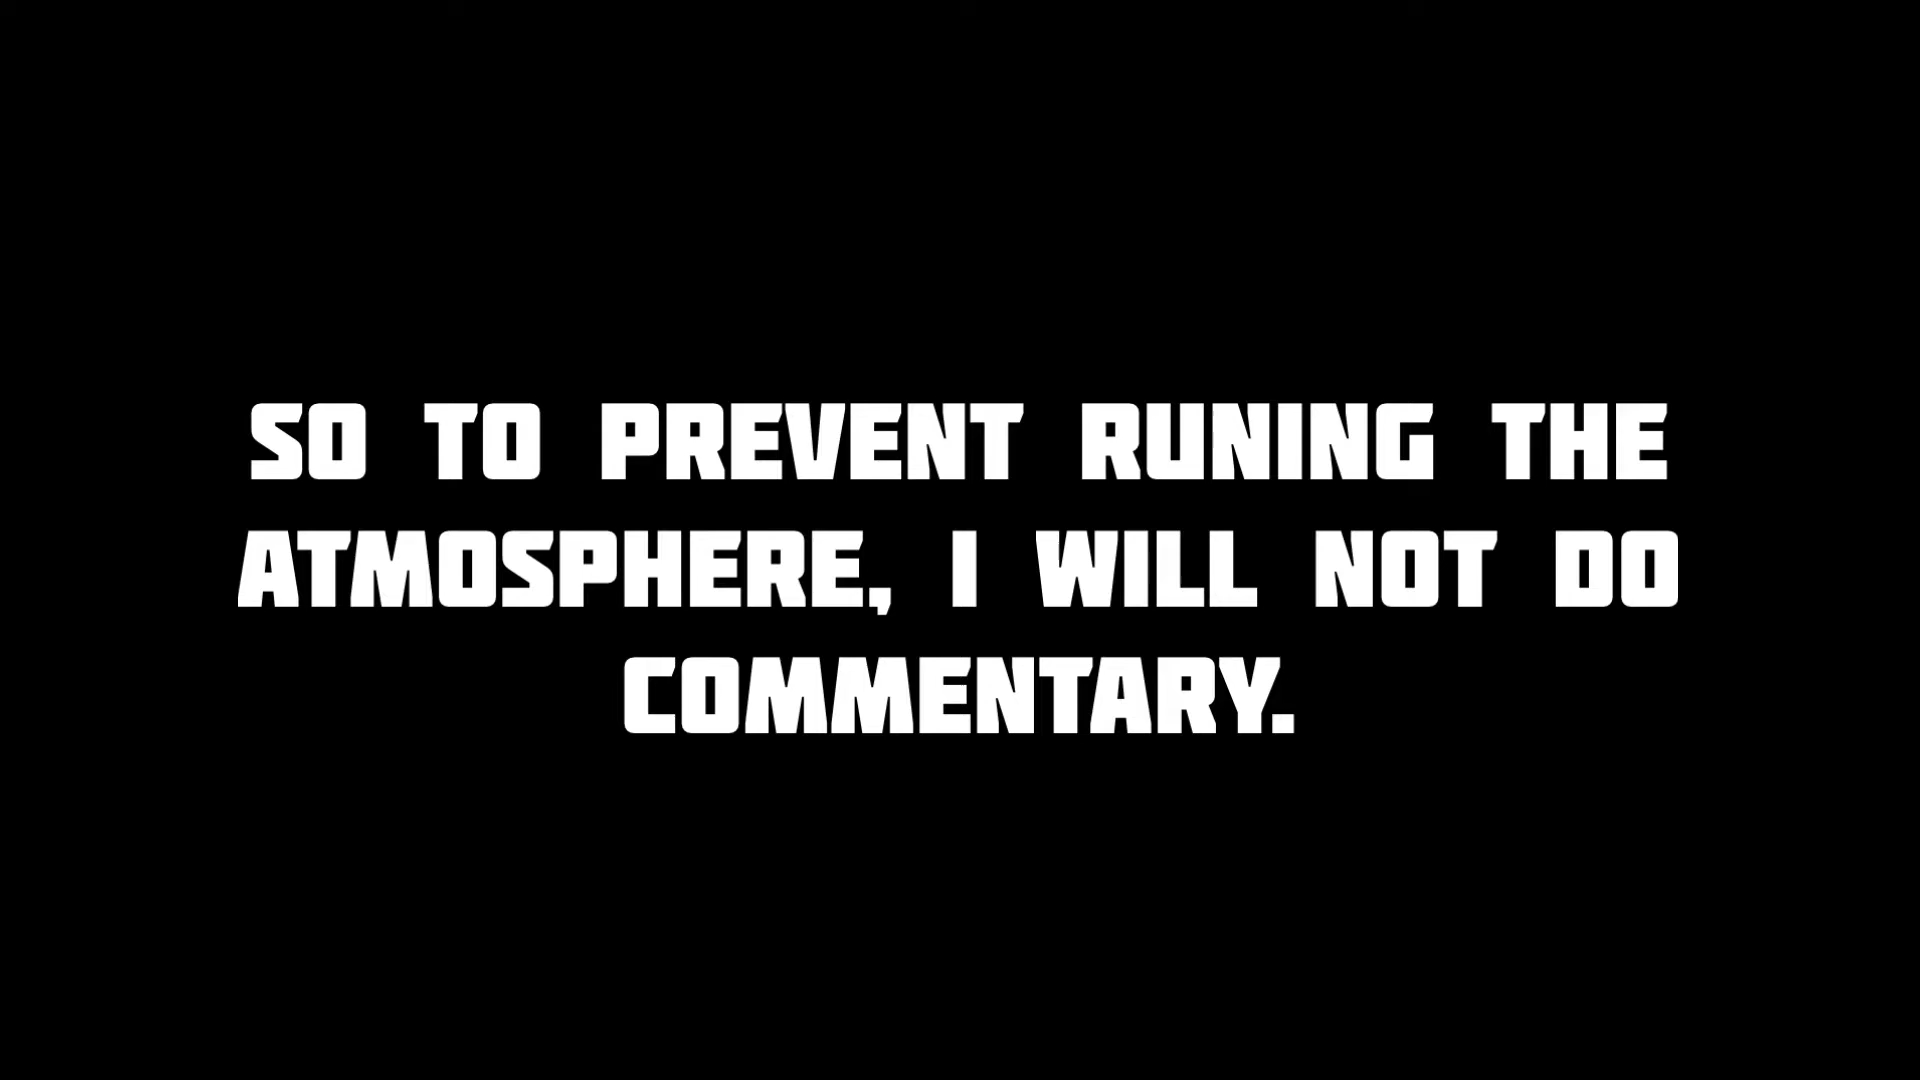 SO TO PREVENT RUNING THE
ATMOSPHERE, I WILL NOT DO
COMMENTARY.